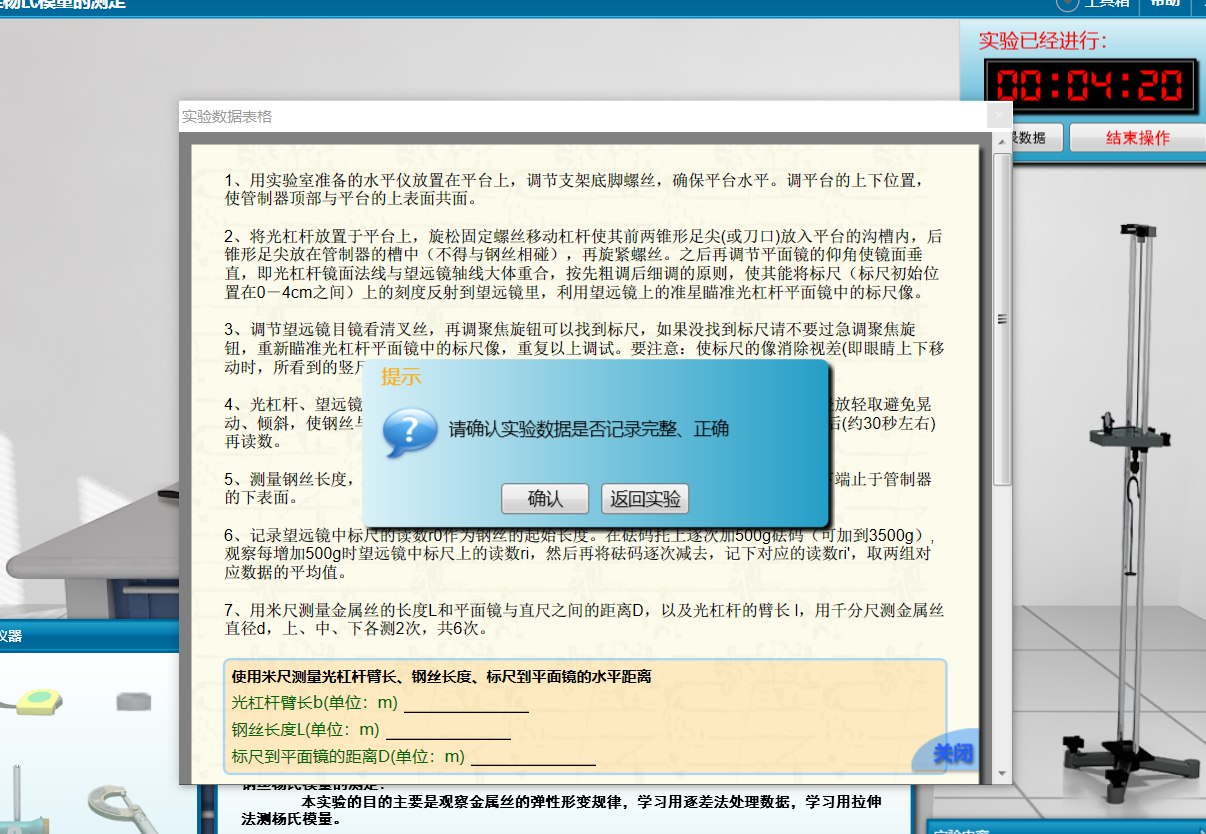 杨氏模量的测定
工具箱
帮助
实验已经进行：
00:04:20
数据
结束操作
实验数据表格
1、用实验室准备的水平仪放置在平台上，调节支架底脚螺丝，确保平台水平。调平台的上下位置，
使管制器顶部与平台的上表面共面。
2、将光杠杆放置于平台上，旋松固定螺丝移动杠杆使其前两锥形足尖(或刀口)放入平台的沟槽内，后
锥形足尖放在管制器的槽中（不得与钢丝相碰），再旋紧螺丝。之后再调节平面镜的仰角使镜面垂
直，即光杠杆镜面法线与望远镜轴线大体重合，按先粗调后细调的原则，使其能将标尺（标尺初始位
置在0－4cm之间）上的刻度反射到望远镜里，利用望远镜上的准星瞄准光杠杆平面镜中的标尺像。
3、调节望远镜目镜看清叉丝，再调聚焦旋钮可以找到标尺，如果没找到标尺请不要过急调聚焦旋
钮，重新瞄准光杠杆平面镜中的标尺像，重复以上调试。要注意：使标尺的像消除视差(即眼睛上下移
动时，所看到的竖
提示
4、光杠杆、望远镜
放轻取避免晃
动、倾斜，使钢丝
后(约30秒左右)
再读数。
请确认实验数据是否记录完整、正确
5、测量钢丝长度，
端止于管制器
的下表面。
确认
返回实验
6、记录望远镜中标尺的读数r0作为钢丝的起始长度。在砝码托上逐次加500g砝码（可加到3500g）,
观察每增加500g时望远镜中标尺上的读数ri，然后再将砝码逐次减去，记下对应的读数ri'，取两组对
应数据的平均值。
7、用米尺测量金属丝的长度L和平面镜与直尺之间的距离D，以及光杠杆的臂长 l，用千分尺测金属丝
直径d，上、中、下各测2次，共6次。
仪器
使用米尺测量光杠杆臂长、钢丝长度、标尺到平面镜的水平距离
光杠杆臂长b(单位：m)
钢丝长度L(单位：m)
标尺到平面镜的距离D(单位：m)
关闭
钢丝杨氏模量的测定：
本实验的目的主要是观察金属丝的弹性形变规律，学习用逐差法处理数据，学习用拉伸
法测杨氏模量。
实验内容